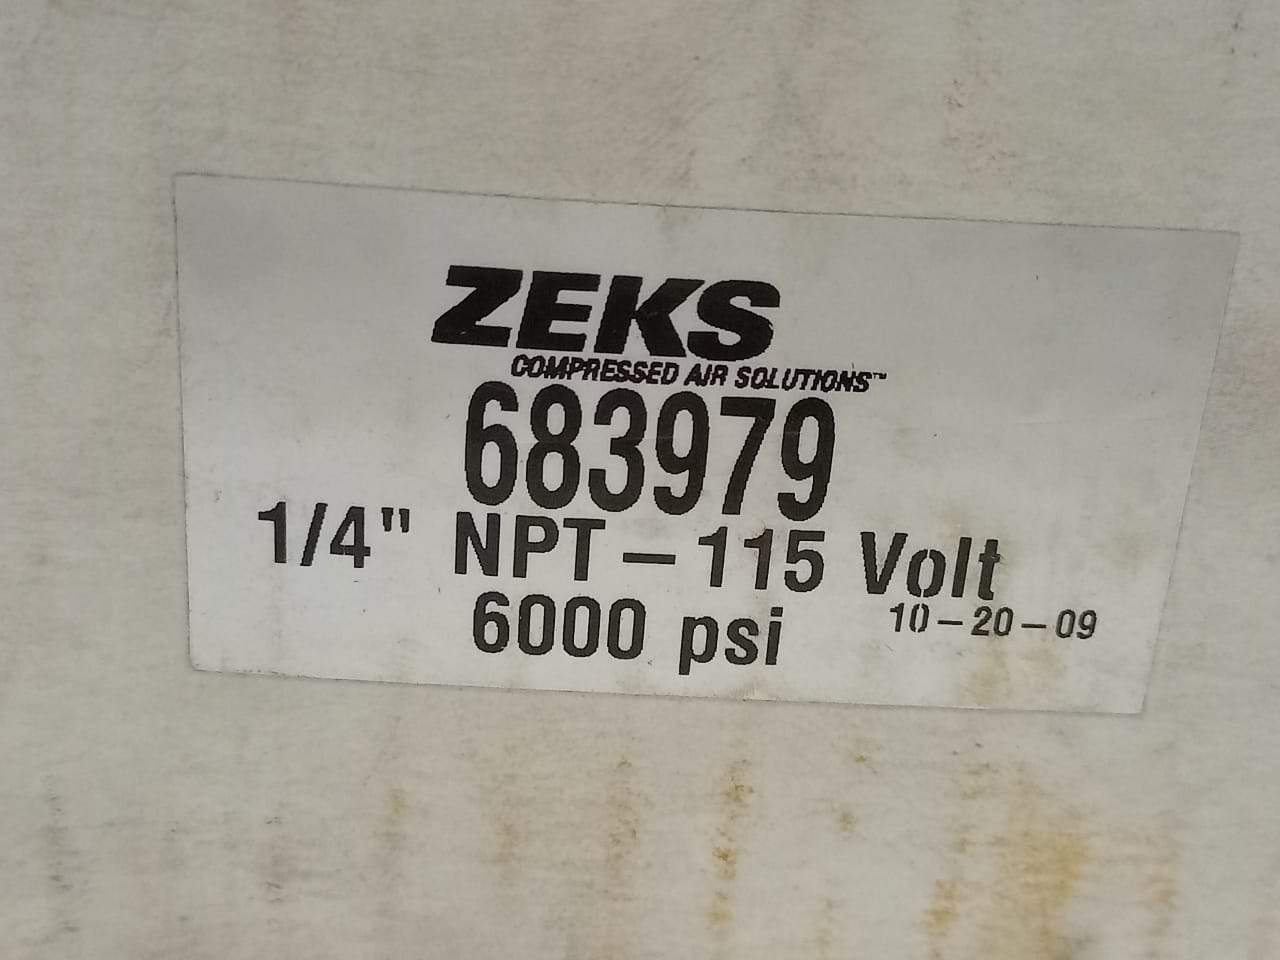 ZEKS
COMPRESSED AIR SOLUTIONS™
683979
1/4" NPT – 115 Volt
6000 psi 10–20–09